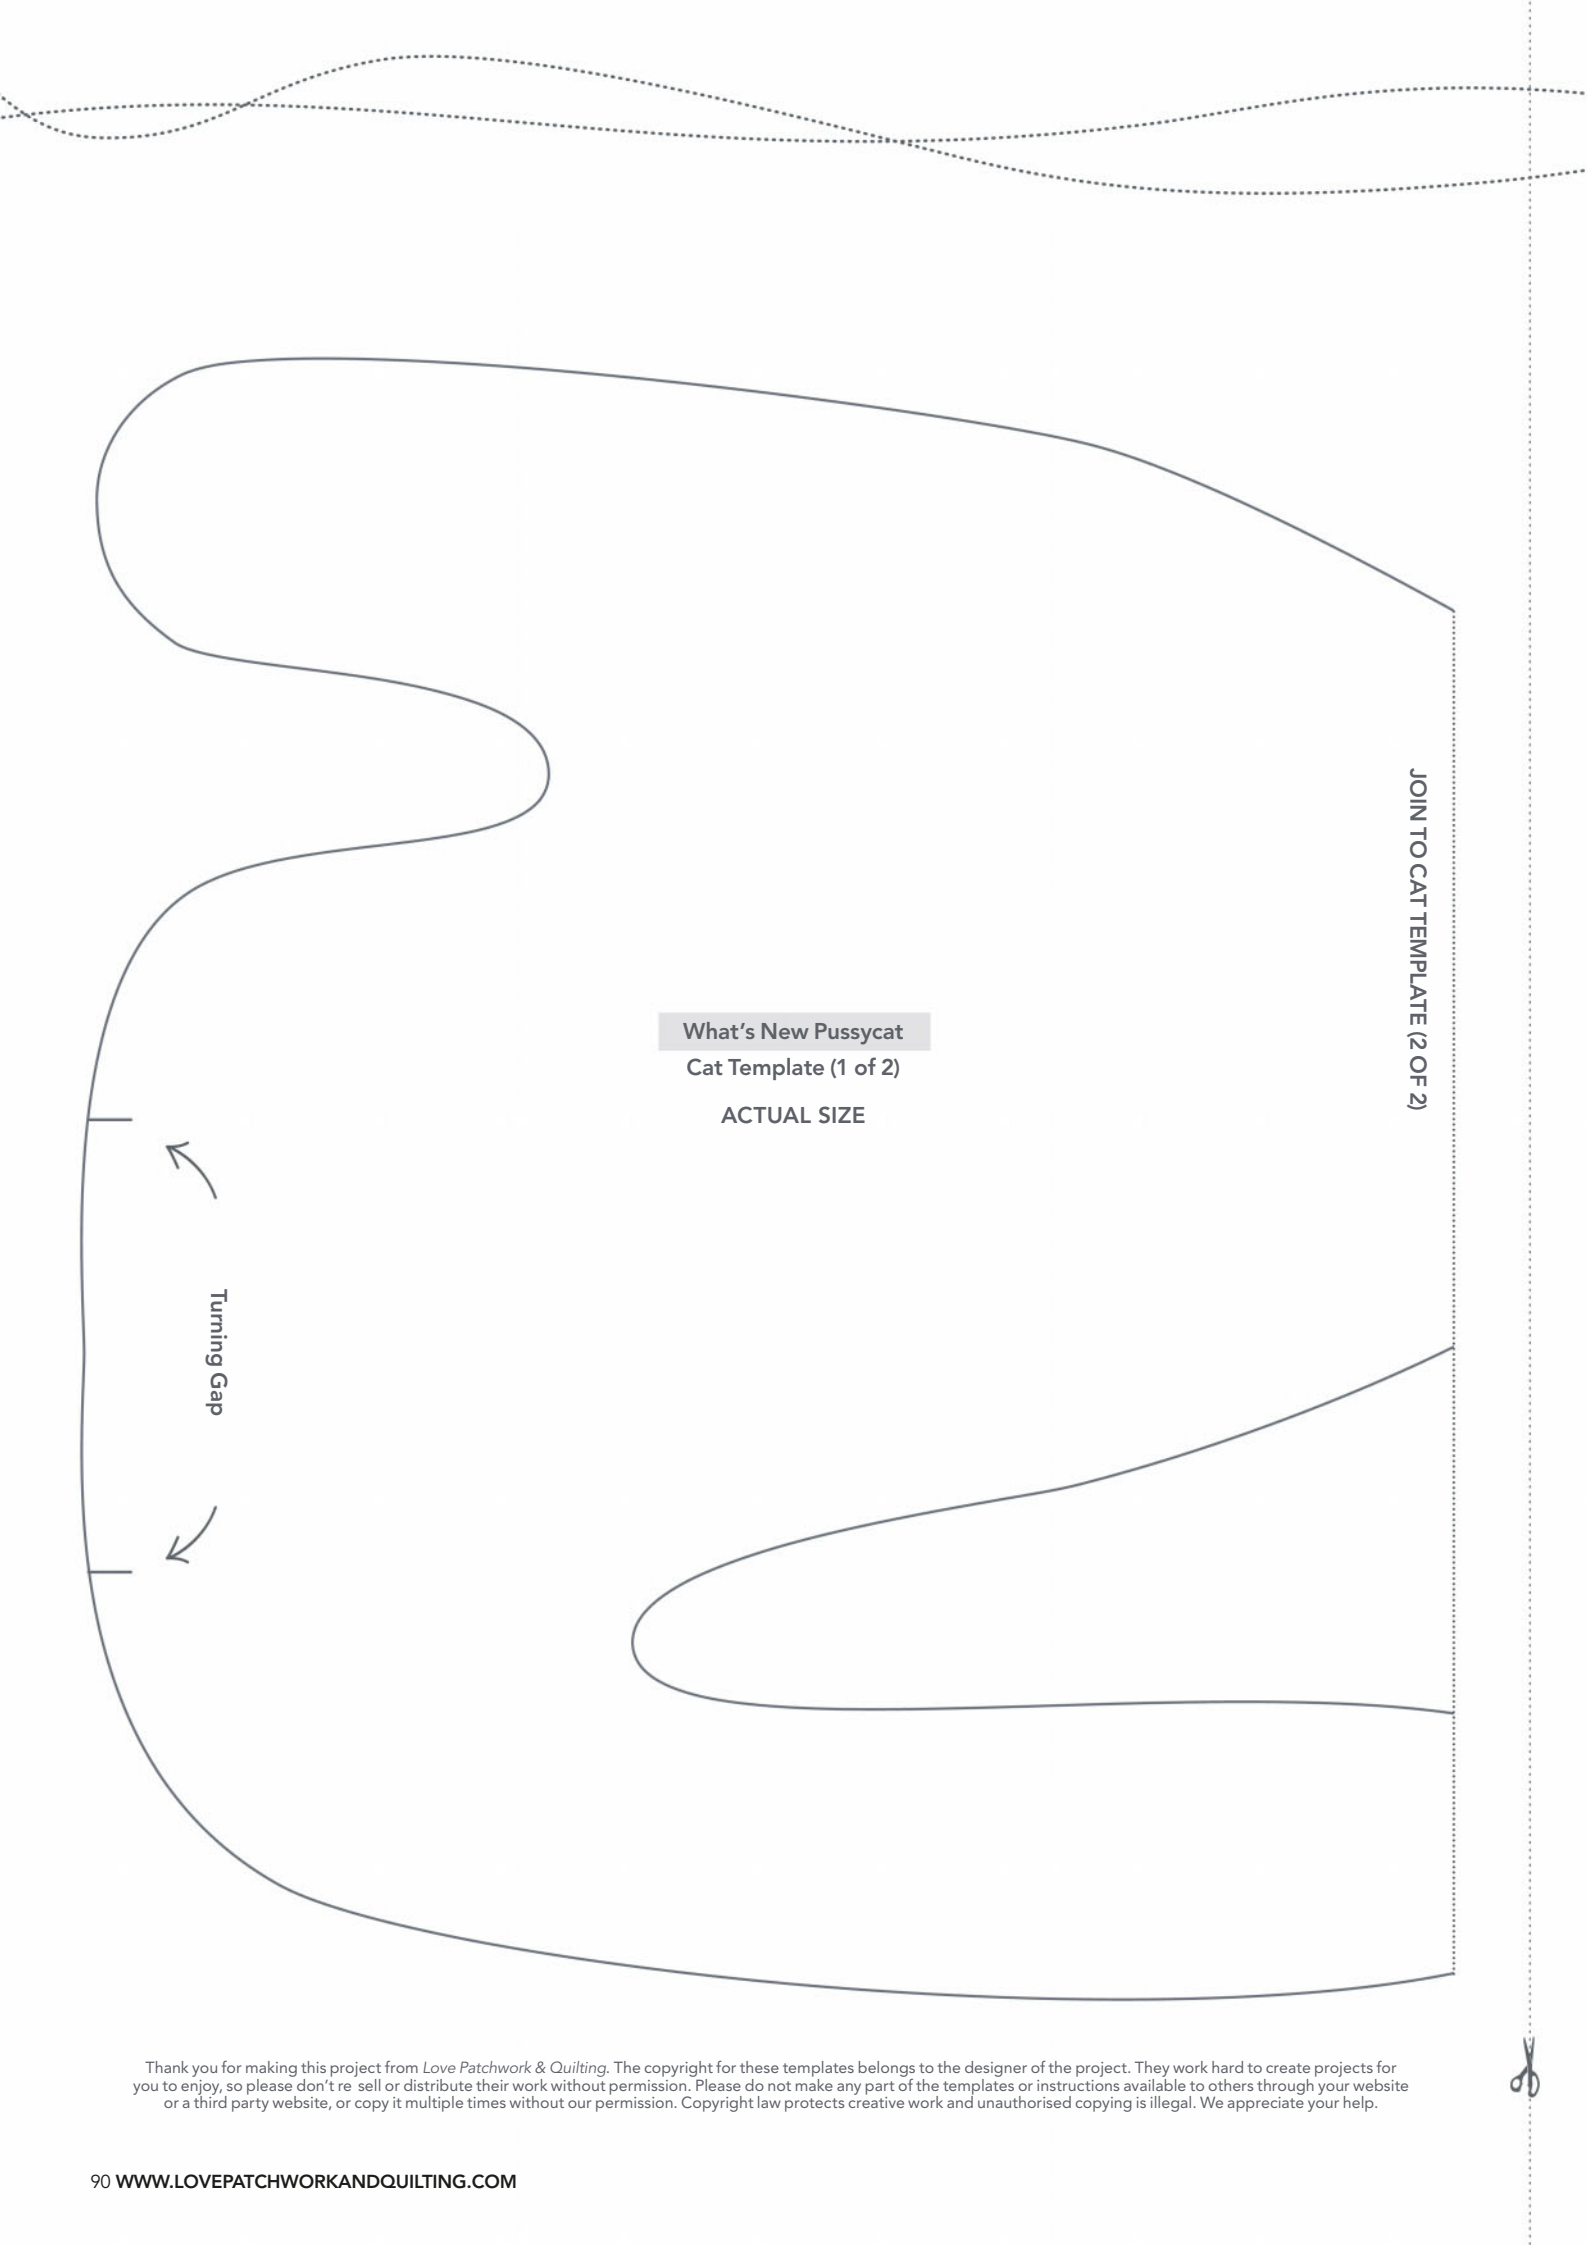 JOIN TO CAT TEMPLATE (2 OF 2)
What’s New Pussycat
Cat Template (1 of 2)
ACTUAL SIZE
Turning Gap
Thank you for making this project from Love Patchwork & Quilting. The copyright for these templates belongs to the designer of the project. They work hard to create projects for
you to enjoy, so please don’t re sell or distribute their work without permission. Please do not make any part of the templates or instructions available to others through your website
or a third party website, or copy it multiple times without our permission. Copyright law protects creative work and unauthorised copying is illegal. We appreciate your help.
90 WWW.LOVEPATCHWORKANDQUILTING.COM